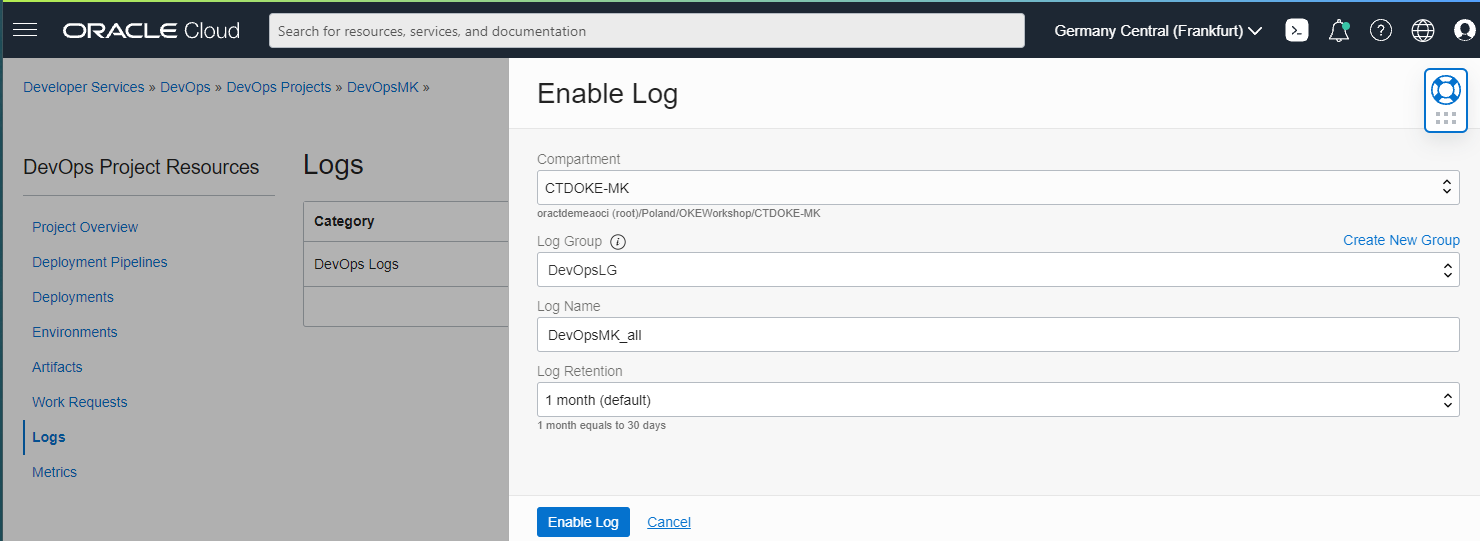 ORACLE Cloud
Search for resources, services, and documentation
Germany Central (Frankfurt)
Developer Services » DevOps » DevOps Projects » DevOpsMK »
DevOps Project Resources
Project Overview
Deployment Pipelines
Deployments
Environments
Artifacts
Work Requests
Logs
Metrics
Logs
Category
DevOps Logs
Enable Log
Compartment
CTDOKE-MK
oractdemeaoci (root)/Poland/OKEWorkshop/CTDOKE-MK
Log Group
Create New Group
DevOpsLG
Log Name
DevOpsMK_all
Log Retention
1 month (default)
1 month equals to 30 days
Enable Log
Cancel